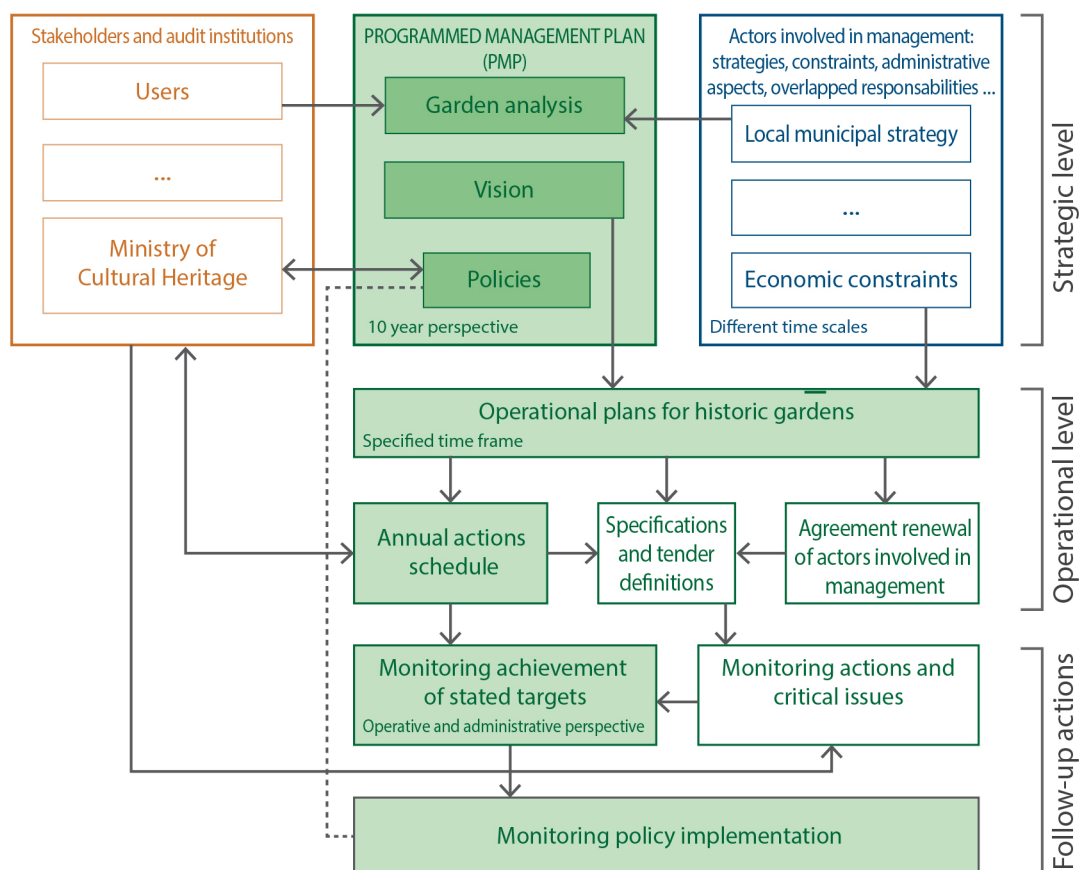 Stakeholders and audit institutions
Users
...
Ministry of
Cultural Heritage
PROGRAMMED MANAGEMENT PLAN
(PMP)
Garden analysis
Vision
Policies
10 year perspective
Actors involved in management:
strategies, constraints, administrative
aspects, overlapped responsabilities ...
Local municipal strategy
...
Economic constraints
Different time scales
Strategic level
Operational plans for historic gardens
Specified time frame
Annual actions
schedule
Specifications
and tender
definitions
Agreement renewal
of actors involved in
management
Operational level
Monitoring achievement
of stated targets
Operative and administrative perspective
Monitoring actions and
critical issues
Monitoring policy implementation
Follow-up actions